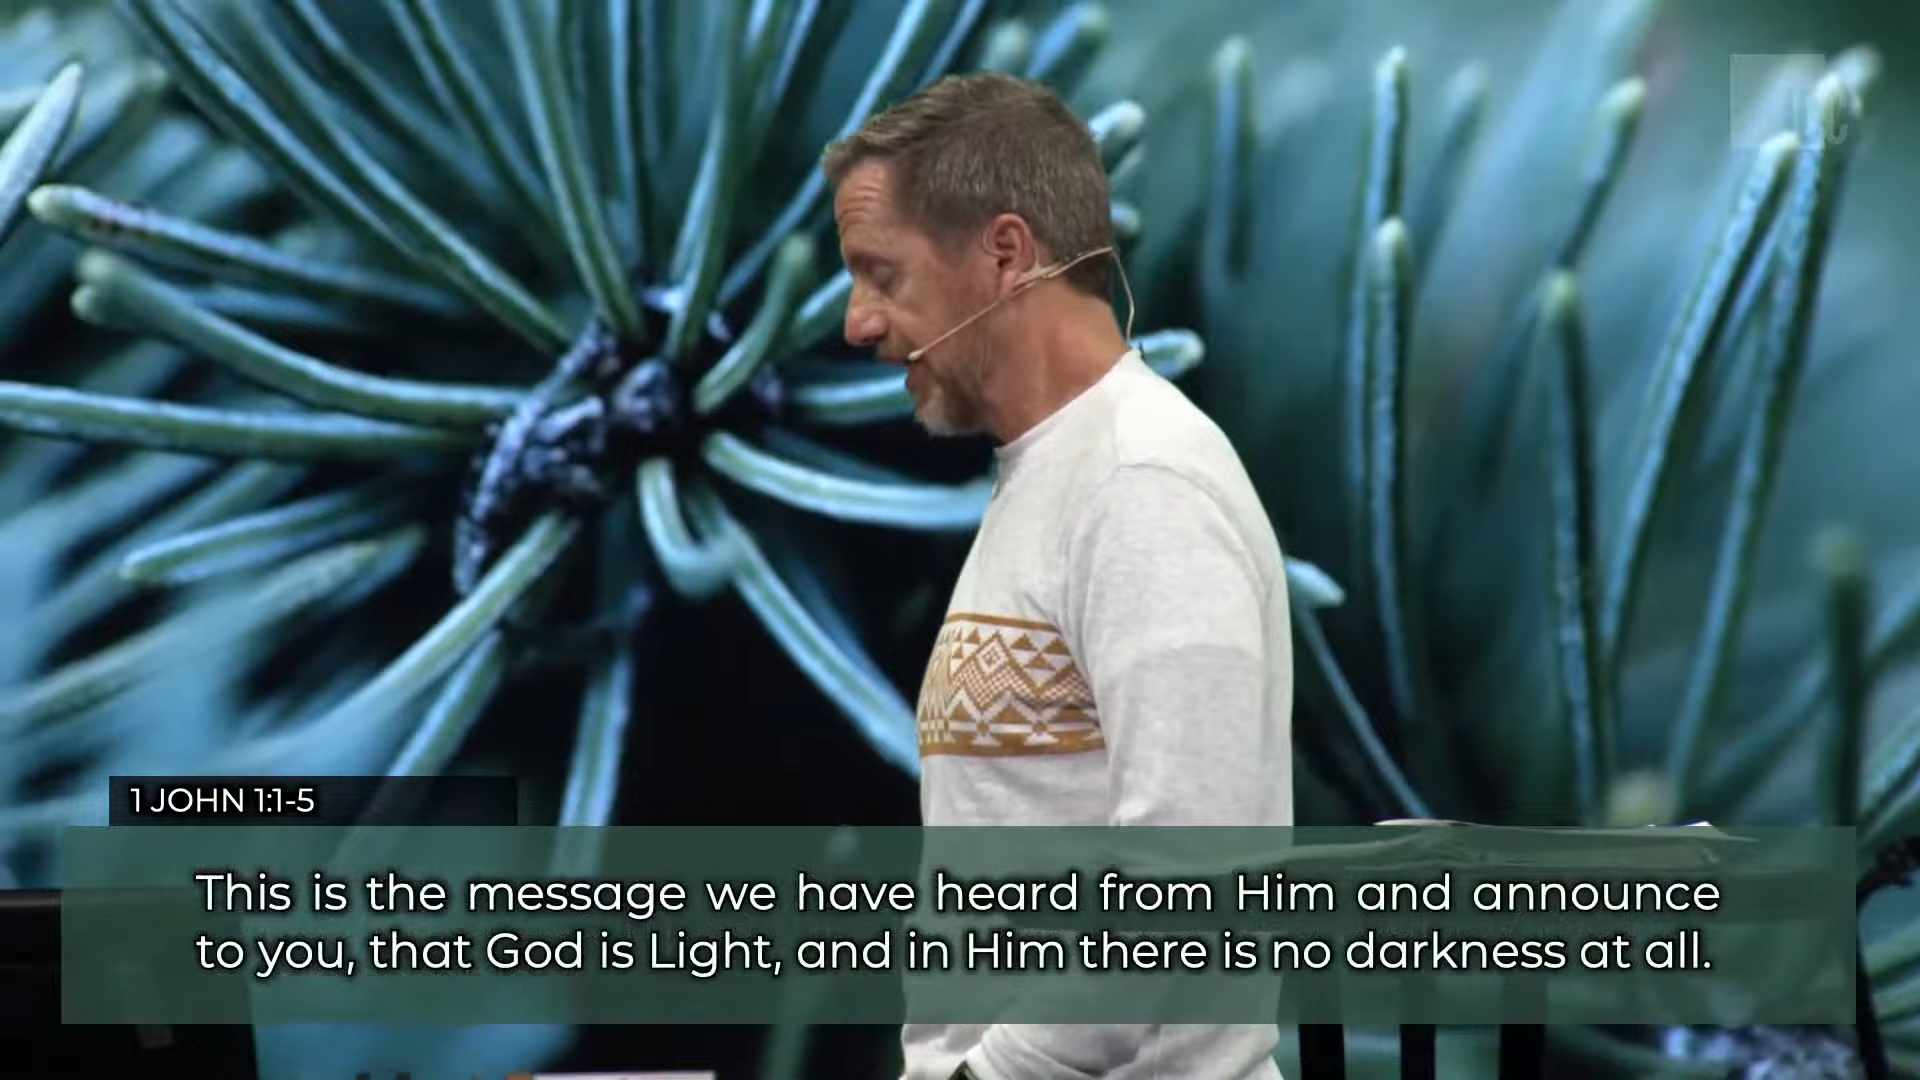 1 JOHN 1:1-5
This is the message we have heard from Him and announce
to you, that God is Light, and in Him there is no darkness at all.